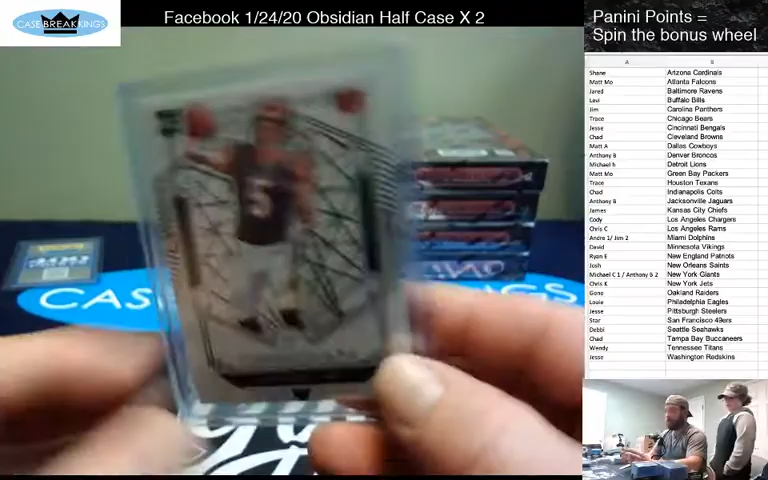 CASE BREAK KINGS
Facebook 1/24/20 Obsidian Half Case X 2
Panini Points =
Spin the bonus wheel
A B
Shane Arizona Cardinals
Matt Mo Atlanta Falcons
Jared Baltimore Ravens
Levi Buffalo Bills
Jim Carolina Panthers
Trace Chicago Bears
Jesse Cincinnati Bengals
Chad Cleveland Browns
Matt A Dallas Cowboys
Anthony B Denver Broncos
Michael h Detroit Lions
Matt Mo Green Bay Packers
Trace Houston Texans
Chad Indianapolis Colts
Anthony B Jacksonville Jaguars
James Kansas City Chiefs
Cody Los Angeles Chargers
Chris C Los Angeles Rams
Andre 1/ Jim 2 Miami Dolphins
David Minnesota Vikings
Ryan E New England Patriots
Josh New Orleans Saints
Michael C 1 / Anthony B 2 New York Giants
Chris K New York Jets
Gene Oakland Raiders
Louie Philadelphia Eagles
Jesse Pittsburgh Steelers
Star San Francisco 49ers
Debbi Seattle Seahawks
Chad Tampa Bay Buccaneers
Wendy Tennessee Titans
Jesse Washington Redskins
5
CAS